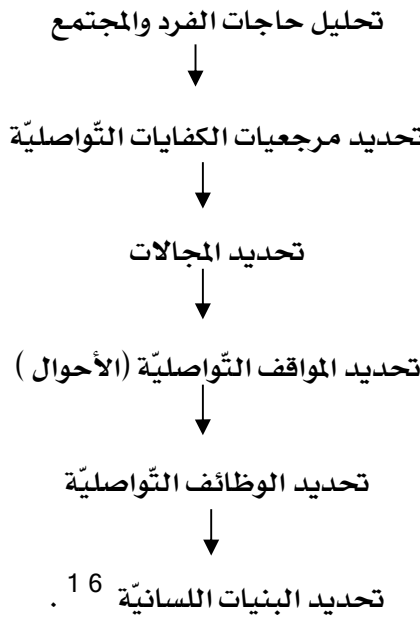 تحليل حاجات الفرد والمجتمع
تحديد مرجعيات الكفايات التّواصليّة
تحديد المجالات
تحديد المواقف التّواصليّة (الأحوال )
تحديد الوظائف التّواصليّة
تحديد البنيات اللسانيّة 16 .